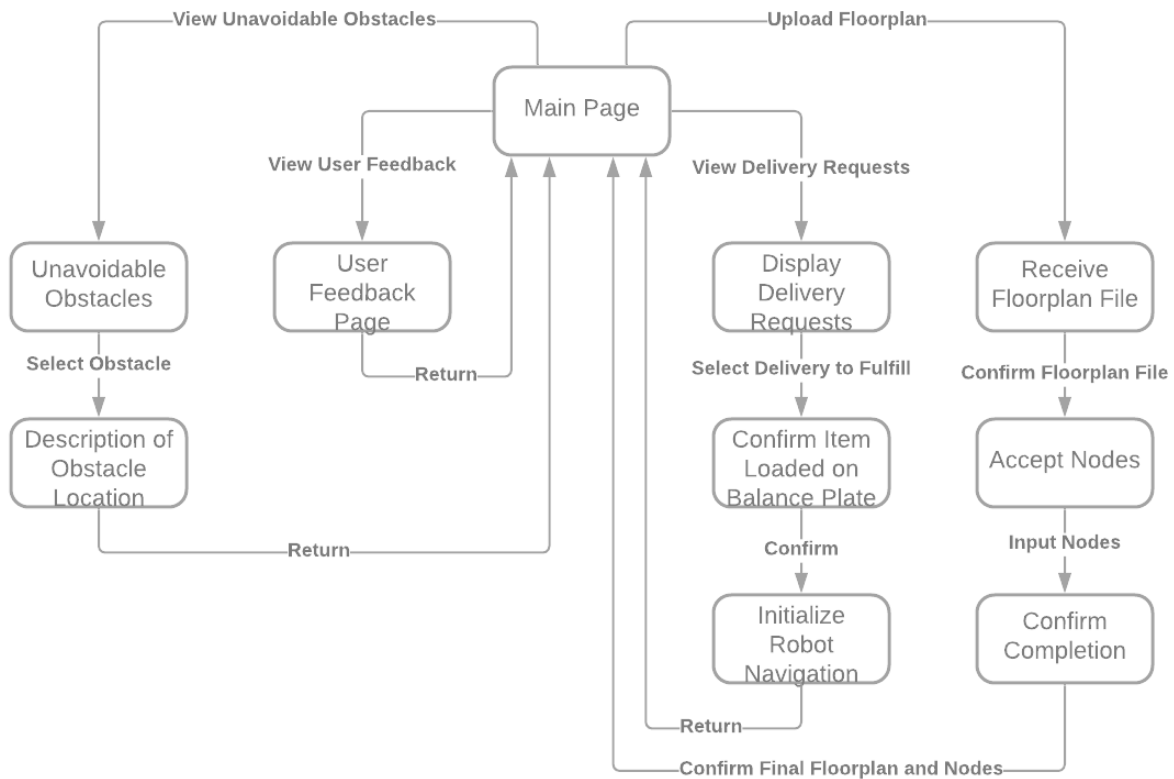 View Unavoidable Obstacles
Upload Floorplan
Main Page
View User Feedback
View Delivery Requests
Unavoidable
Obstacles
User
Feedback
Page
Display
Delivery
Requests
Receive
Floorplan File
Select Obstacle
Return
Select Delivery to Fulfill
Confirm Floorplan File
Description of
Obstacle
Location
Confirm Item
Loaded on
Balance Plate
Accept Nodes
Return
Confirm
Input Nodes
Initialize
Robot
Navigation
Confirm
Completion
Return
Confirm Final Floorplan and Nodes